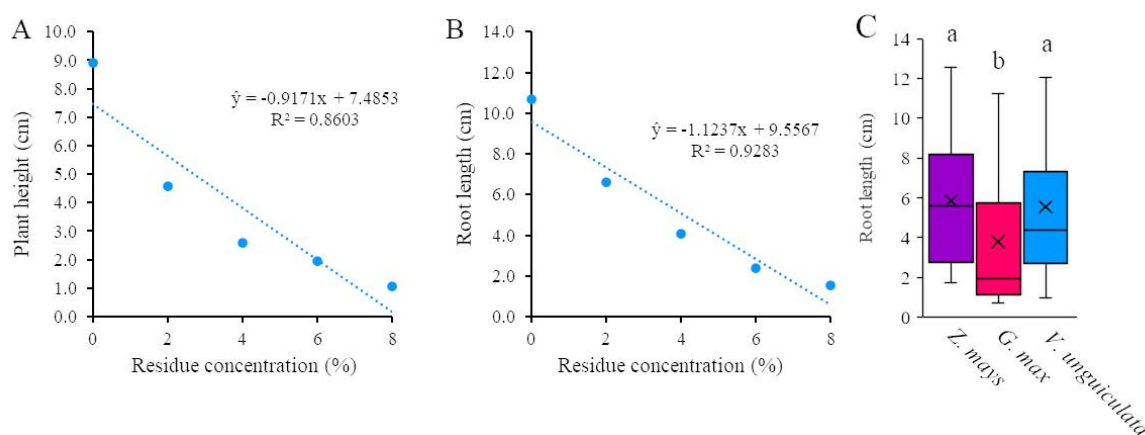 A
Plant height (cm)
10.0
9.0
8.0
7.0
6.0
5.0
4.0
3.0
2.0
1.0
0.0
ŷ = -0.9171x + 7.4853
R² = 0.8603
0 2 4 6 8
Residue concentration (%)
B
Root length (cm)
14.0
12.0
10.0
8.0
6.0
4.0
2.0
0.0
ŷ = -1.1237x + 9.5567
R² = 0.9283
0 2 4 6 8
Residue concentration (%)
C
Root length (cm)
14
12
10
8
6
4
2
0
a b a
Z. mays
G. max
V. unguiculata